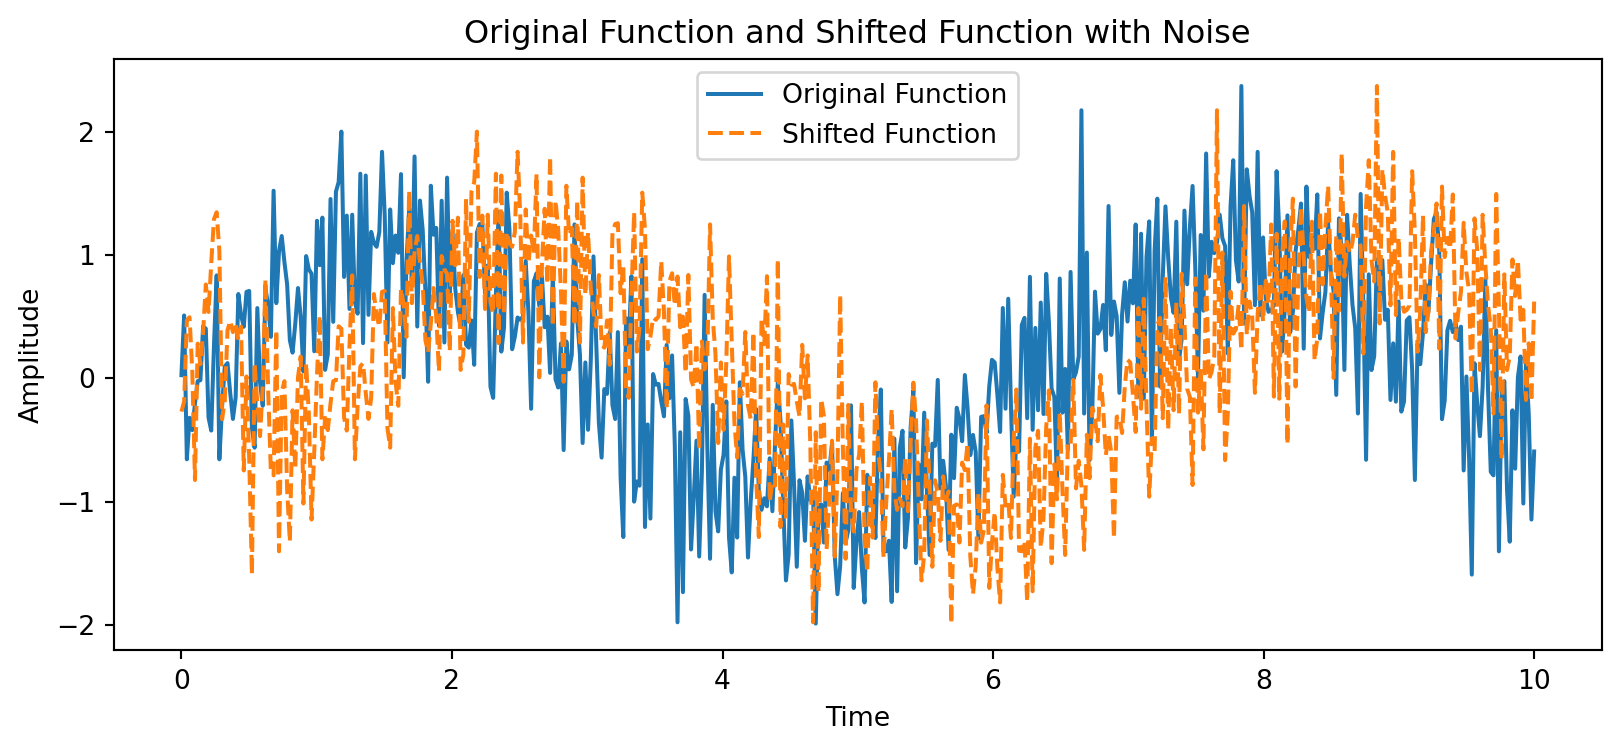 Original Function and Shifted Function with Noise
Original Function
Shifted Function
Amplitude
2
1
0
−1
−2
0 2 4 6 8 10
Time